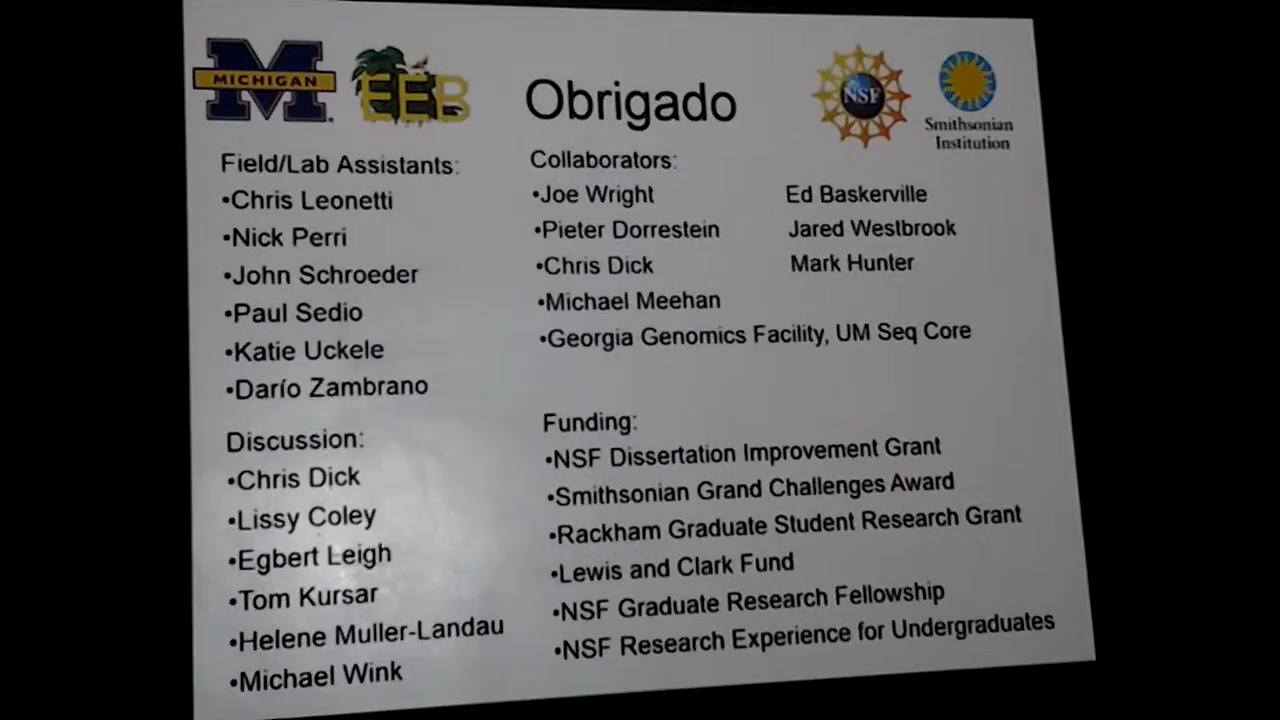 M
MICHIGAN
EEB
Obrigado
NSF
Smithsonian
Institution
Field/Lab Assistants:
•Chris Leonetti
•Nick Perri
•John Schroeder
•Paul Sedio
•Katie Uckele
•Darío Zambrano
Discussion:
•Chris Dick
•Lissy Coley
•Egbert Leigh
•Tom Kursar
•Helene Muller-Landau
•Michael Wink
Collaborators:
•Joe Wright Ed Baskerville
•Pieter Dorrestein Jared Westbrook
•Chris Dick Mark Hunter
•Michael Meehan
•Georgia Genomics Facility, UM Seq Core
Funding:
•NSF Dissertation Improvement Grant
•Smithsonian Grand Challenges Award
•Rackham Graduate Student Research Grant
•Lewis and Clark Fund
•NSF Graduate Research Fellowship
•NSF Research Experience for Undergraduates